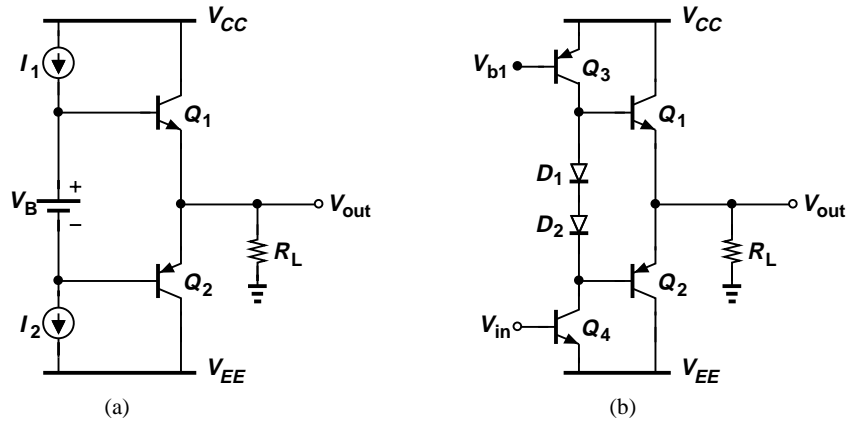 V_CC
I_1
Q_1
V_B
+
−
V_out
R_L
Q_2
I_2
V_EE
(a)
V_CC
V_b1
Q_3
Q_1
D_1
D_2
V_out
R_L
Q_2
V_in
Q_4
V_EE
(b)